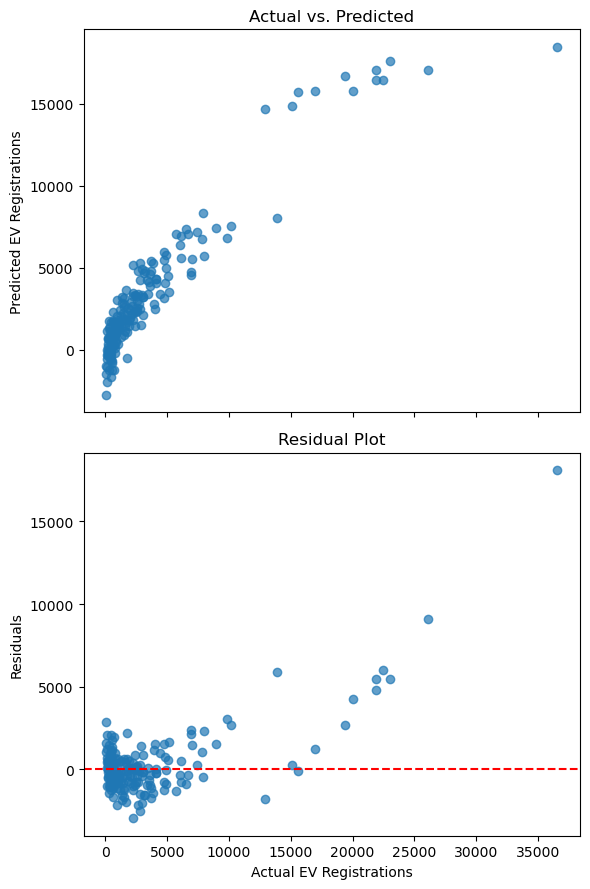 Actual vs. Predicted
Predicted EV Registrations
15000
10000
5000
0
Residual Plot
Residuals
15000
10000
5000
0
0 5000 10000 15000 20000 25000 30000 35000
Actual EV Registrations